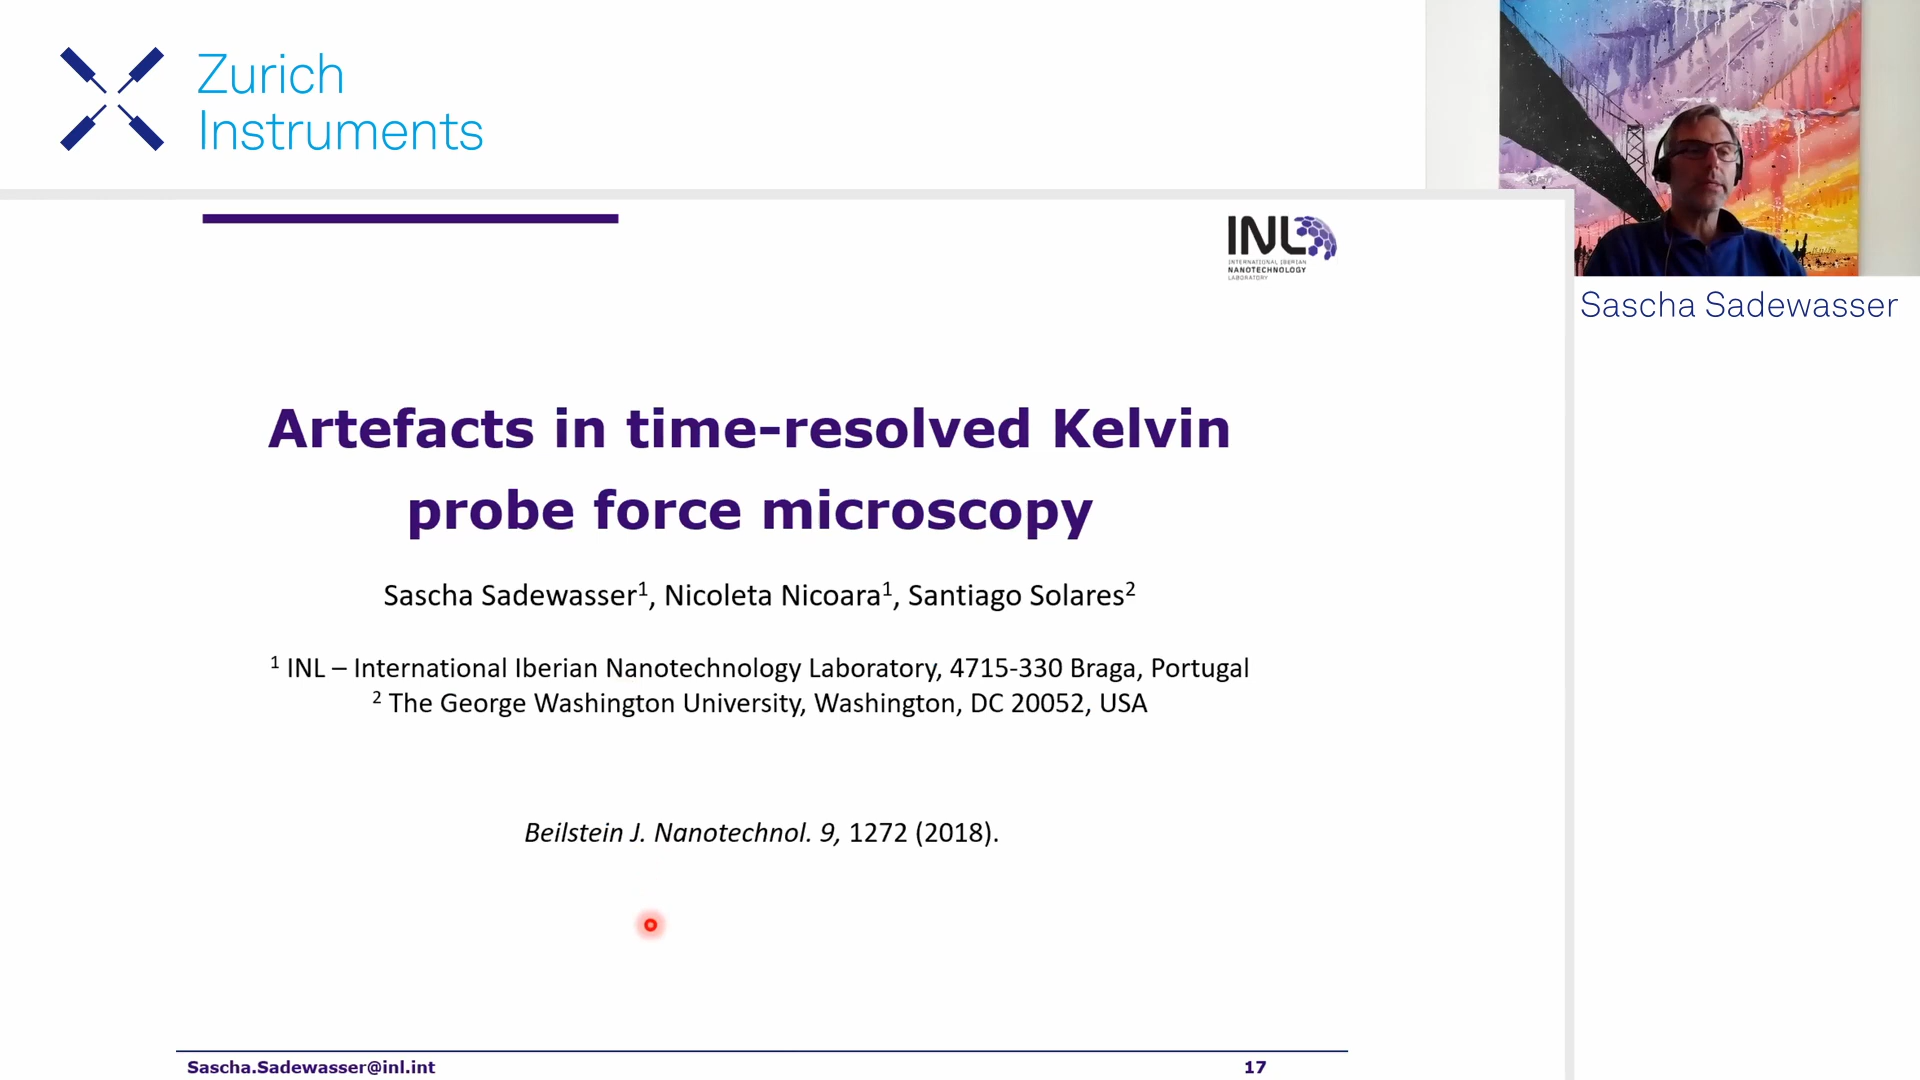 Zurich
Instruments
INL
INTERNATIONAL IBERIAN
NANOTECHNOLOGY
LABORATORY
Sascha Sadewasser
Artefacts in time-resolved Kelvin
probe force microscopy
Sascha Sadewasser¹, Nicoleta Nicoara¹, Santiago Solares²
¹ INL – International Iberian Nanotechnology Laboratory, 4715-330 Braga, Portugal
² The George Washington University, Washington, DC 20052, USA
Beilstein J. Nanotechnol. 9, 1272 (2018).
Sascha.Sadewasser@inl.int
17